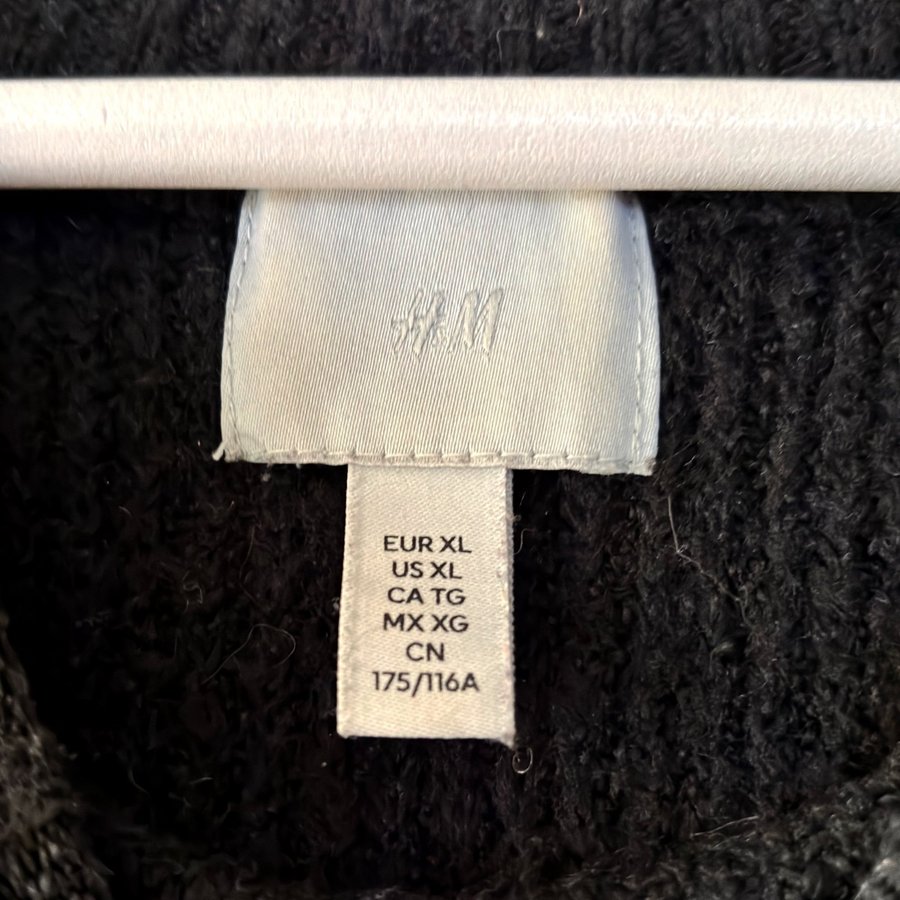 H&M
EUR XL
US XL
CA TG
MX XG
CN
175/116A